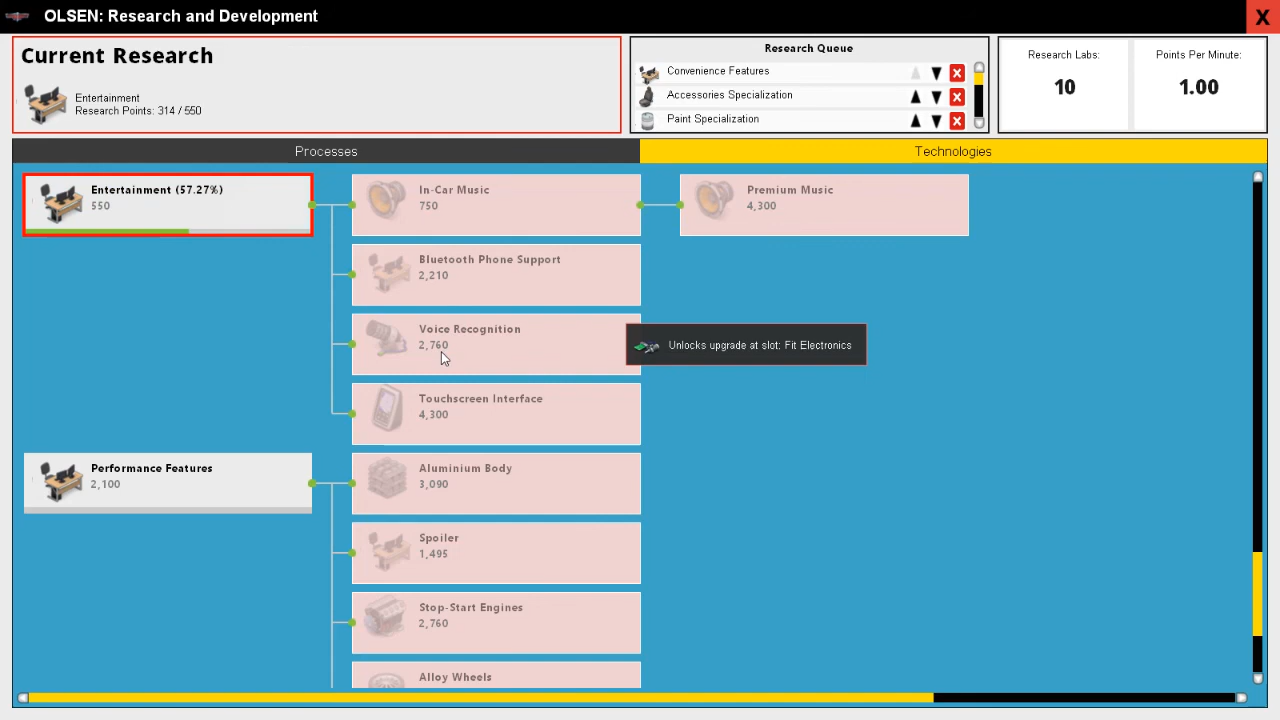 OLSEN: Research and Development
X
Current Research
Entertainment
Research Points: 314 / 550
Research Queue
Convenience Features
Accessories Specialization
Paint Specialization
Research Labs:
10
Points Per Minute:
1.00
Processes
Technologies
Entertainment (57.27%)
550
In-Car Music
750
Premium Music
4,300
Bluetooth Phone Support
2,210
Voice Recognition
2,760
Unlocks upgrade at slot: Fit Electronics
Touchscreen Interface
4,300
Performance Features
2,100
Aluminium Body
3,090
Spoiler
1,495
Stop-Start Engines
2,760
Alloy Wheels